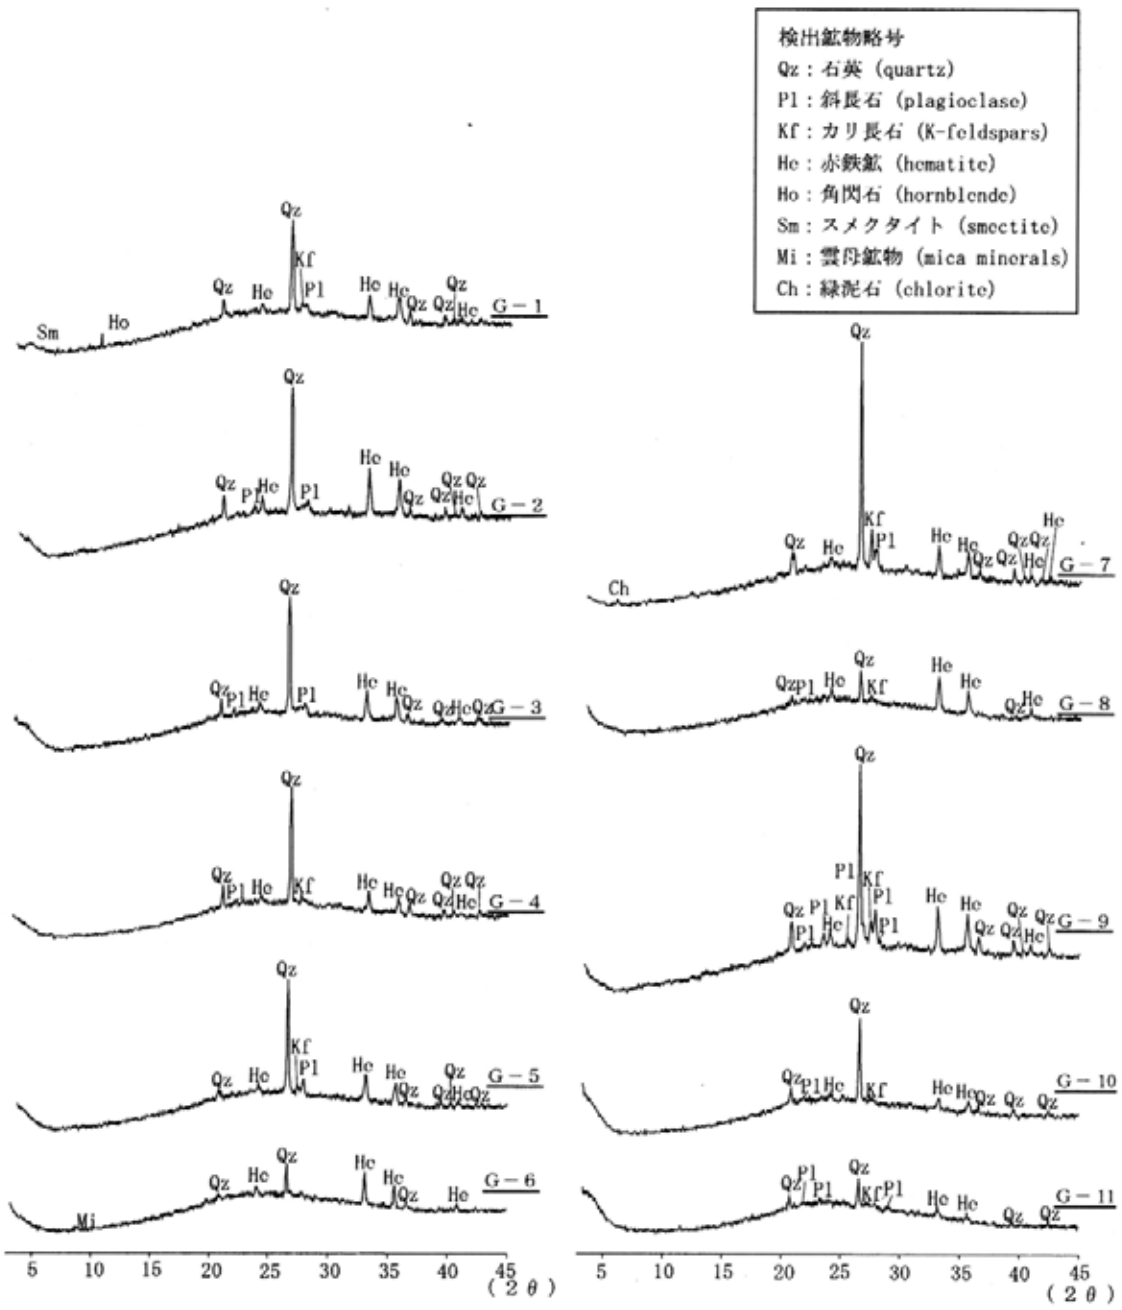 検出鉱物略号
Qz : 石英 (quartz)
Pl : 斜長石 (plagioclase)
Kf : カリ長石 (K-feldspars)
He : 赤鉄鉱 (hematite)
Ho : 角閃石 (hornblende)
Sm : スメクタイト (smectite)
Mi : 雲母鉱物 (mica minerals)
Ch : 緑泥石 (chlorite)
Sm Ho Qz He Qz Kf Pl He He Qz Qz Qz He G-1
Qz Pl He Qz Pl He He Qz Qz Qz He Qz G-2
Qz Pl He Qz Pl He He Qz Qz He Qz G-3
Qz Pl He Qz Kf He He Qz Qz Qz He Qz G-4
Qz He Qz Kf Pl He He Qz Qz Qz He Qz G-5
Mi Qz He Qz He He Qz He G-6
5 10 15 20 25 30 35 40 45
(2θ)
Ch Qz He Qz Kf Pl He He Qz Qz Qz He Qz He G-7
Qz Pl He Qz Kf He He Qz He G-8
Qz Pl Pl He Kf Pl Qz Kf Pl Pl He He Qz Qz Qz He Qz G-9
Qz Pl He Qz Kf He He Qz Qz Qz G-10
Qz Pl Pl Qz Kf Pl He He Qz Qz G-11
5 10 15 20 25 30 35 40 45
(2θ)